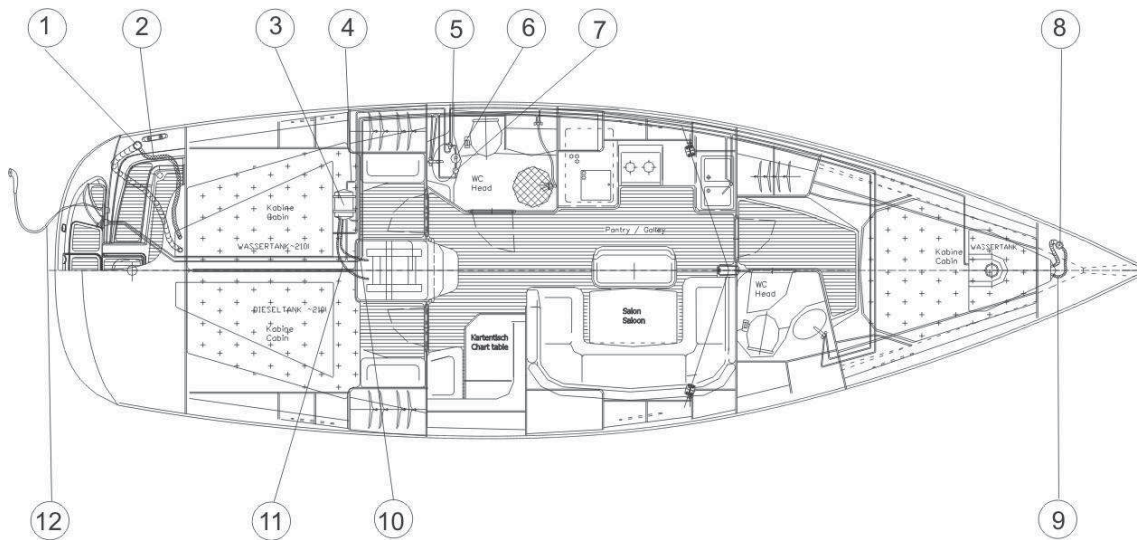 1 2 3 4 5 6 7 8
WC
Head
Kabine
Cabin
WASSERTANK ~210l
Pantry / Galley
Kabine
Cabin
WASSERTANK
WC
Head
DIESELTANK ~210l
Kabine
Cabin
Salon
Saloon
Kartentisch
Chart table
12 11 10 9